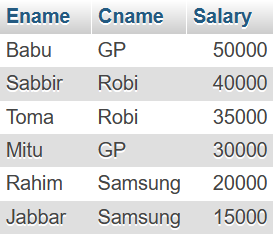 Ename Cname Salary
Babu GP 50000
Sabbir Robi 40000
Toma Robi 35000
Mitu GP 30000
Rahim Samsung 20000
Jabbar Samsung 15000